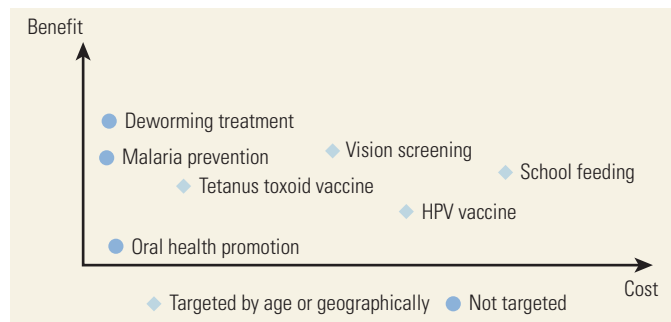 Benefit
Deworming treatment
Malaria prevention
Vision screening
School feeding
Tetanus toxoid vaccine
HPV vaccine
Oral health promotion
Cost
Targeted by age or geographically
Not targeted